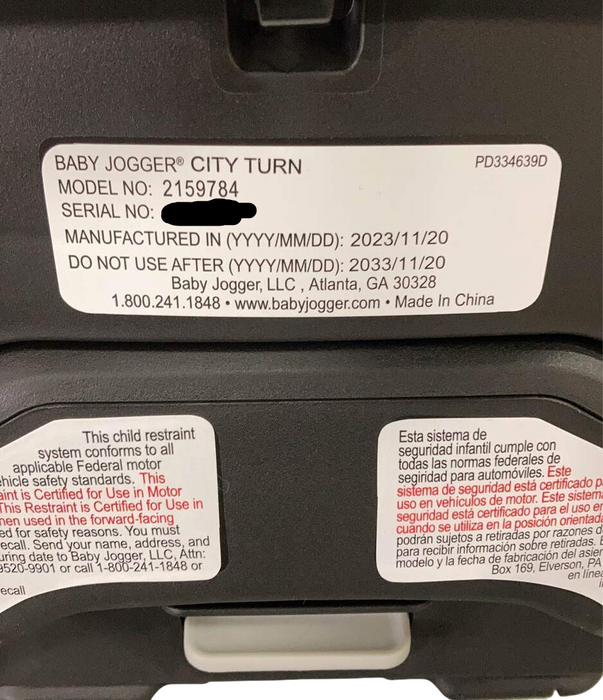 BABY JOGGER® CITY TURN PD334639D
MODEL NO: 2159784
SERIAL NO:
MANUFACTURED IN (YYYY/MM/DD): 2023/11/20
DO NOT USE AFTER (YYYY/MM/DD): 2033/11/20
Baby Jogger, LLC , Atlanta, GA 30328
1.800.241.1848 • www.babyjogger.com • Made In China
This child restraint
system conforms to all
applicable Federal motor
ehicle safety standards. This
aint is Certified for Use in Motor
This Restraint is Certified for Use in
hen used in the forward-facing
ed for safety reasons. You must
ecall. Send your name, address, and
uring date to Baby Jogger, LLC, Attn:
9520-9901 or call 1-800-241-1848 or
ecall
Esta sistema de
seguridad infantil cumple con
todas las normas federales de
segiridad para automóviles. Este
sistema de seguridad está certificado p
uso en vehículos de motor. Este sistema
seguridad está certificado para el uso en
cuando se utiliza en la posición orientada
podrán sujetos a retiradas por razones d
para recibir información sobre retiradas. E
modelo y la fecha de fabricación del asien
Box 169, Elverson, PA
en línea